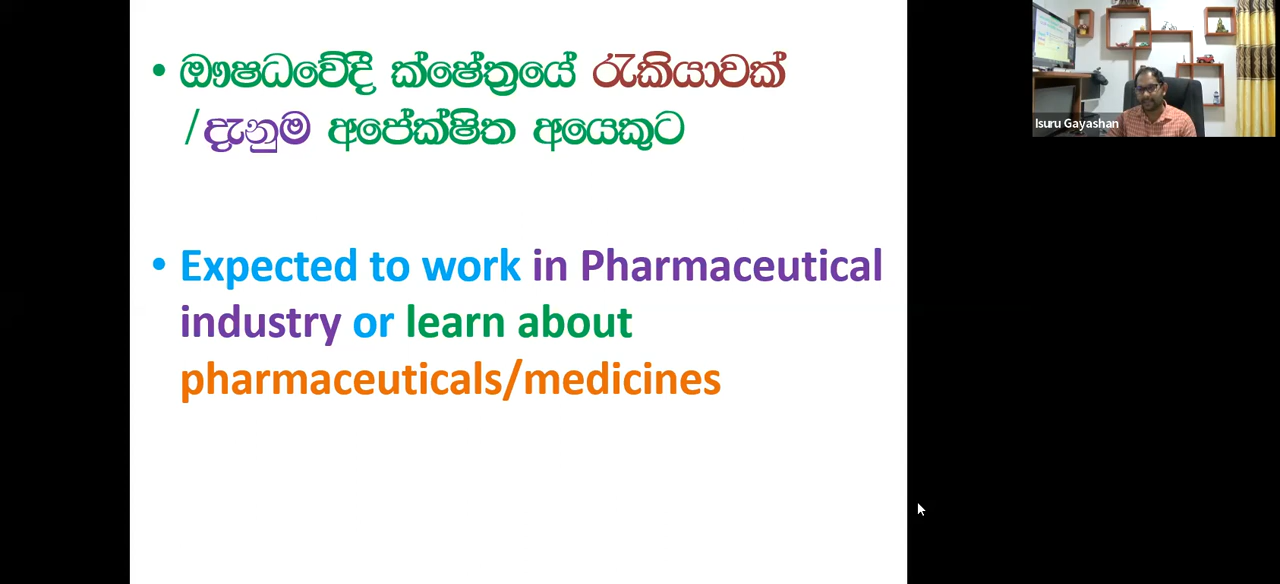 • ඖෂධවේදී ක්ෂේත්‍රයේ රැකියාවක්
/දැනුම අපේක්ෂිත අයෙකුට
• Expected to work in Pharmaceutical
industry or learn about
pharmaceuticals/medicines
Isuru Gayashan